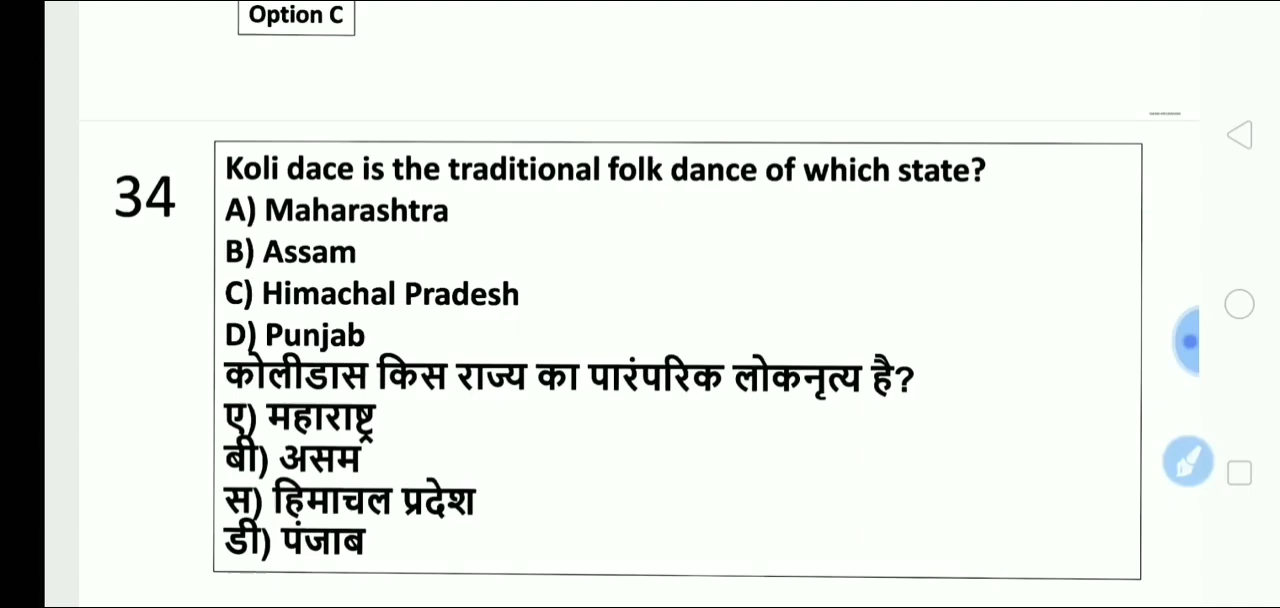 Option C
34
Koli dace is the traditional folk dance of which state?
A) Maharashtra
B) Assam
C) Himachal Pradesh
D) Punjab
कोलीडास किस राज्य का पारंपरिक लोकनृत्य है?
ए) महाराष्ट्र
बी) असम
स) हिमाचल प्रदेश
डी) पंजाब